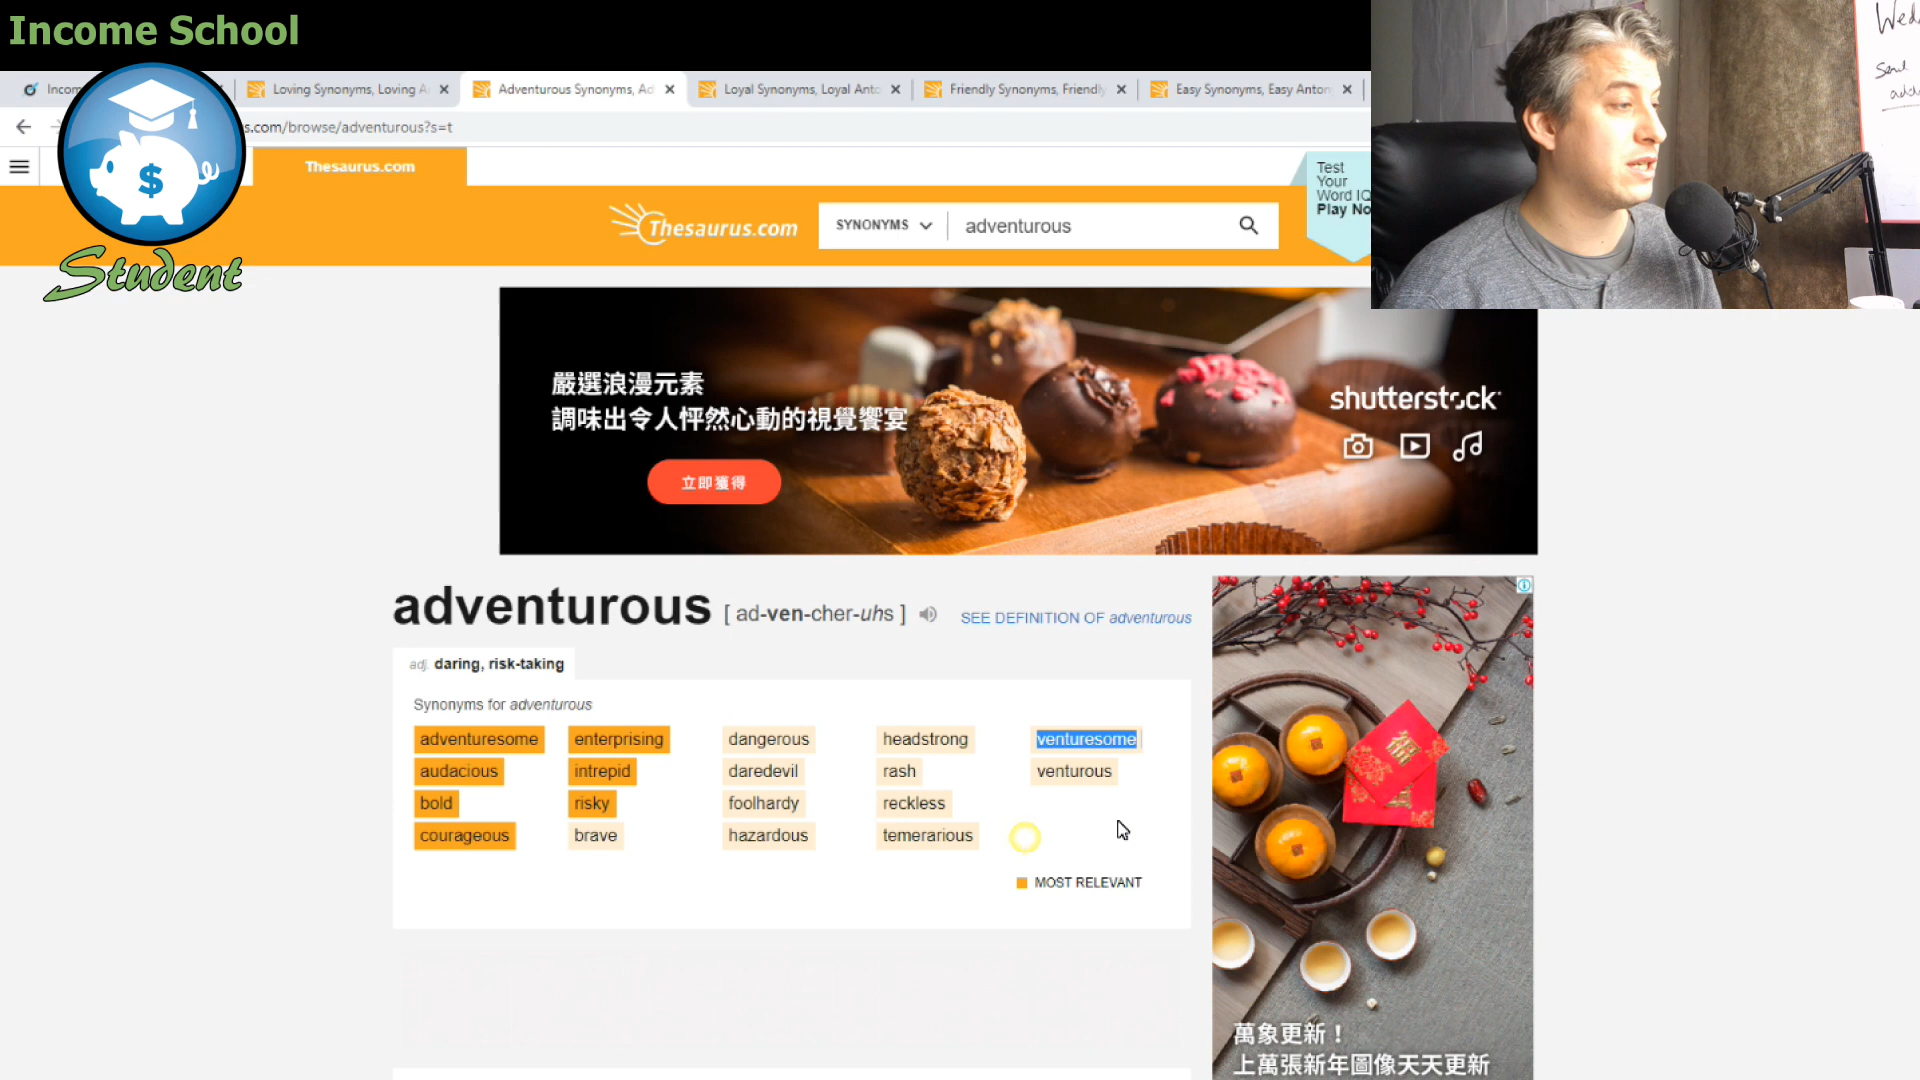 Income School
Student
Incom
Loving Synonyms, Loving A
Adventurous Synonyms, Ad
Loyal Synonyms, Loyal Anto
Friendly Synonyms, Friendly
Easy Synonyms, Easy Anton
s.com/browse/adventurous?s=t
Thesaurus.com
Thesaurus.com
SYNONYMS
adventurous
Test
Your
Word IQ
Play No
Wed
Send
add
嚴選浪漫元素
調味出令人怦然心動的視覺饗宴
立即獲得
shutterstock
adventurous [ ad-ven-cher-uhs ] SEE DEFINITION OF adventurous
adj. daring, risk-taking
Synonyms for adventurous
adventuresome enterprising dangerous headstrong venturesome
audacious intrepid daredevil rash venturous
bold risky foolhardy reckless
courageous brave hazardous temerarious
MOST RELEVANT
福
萬象更新！
上萬張新年圖像天天更新